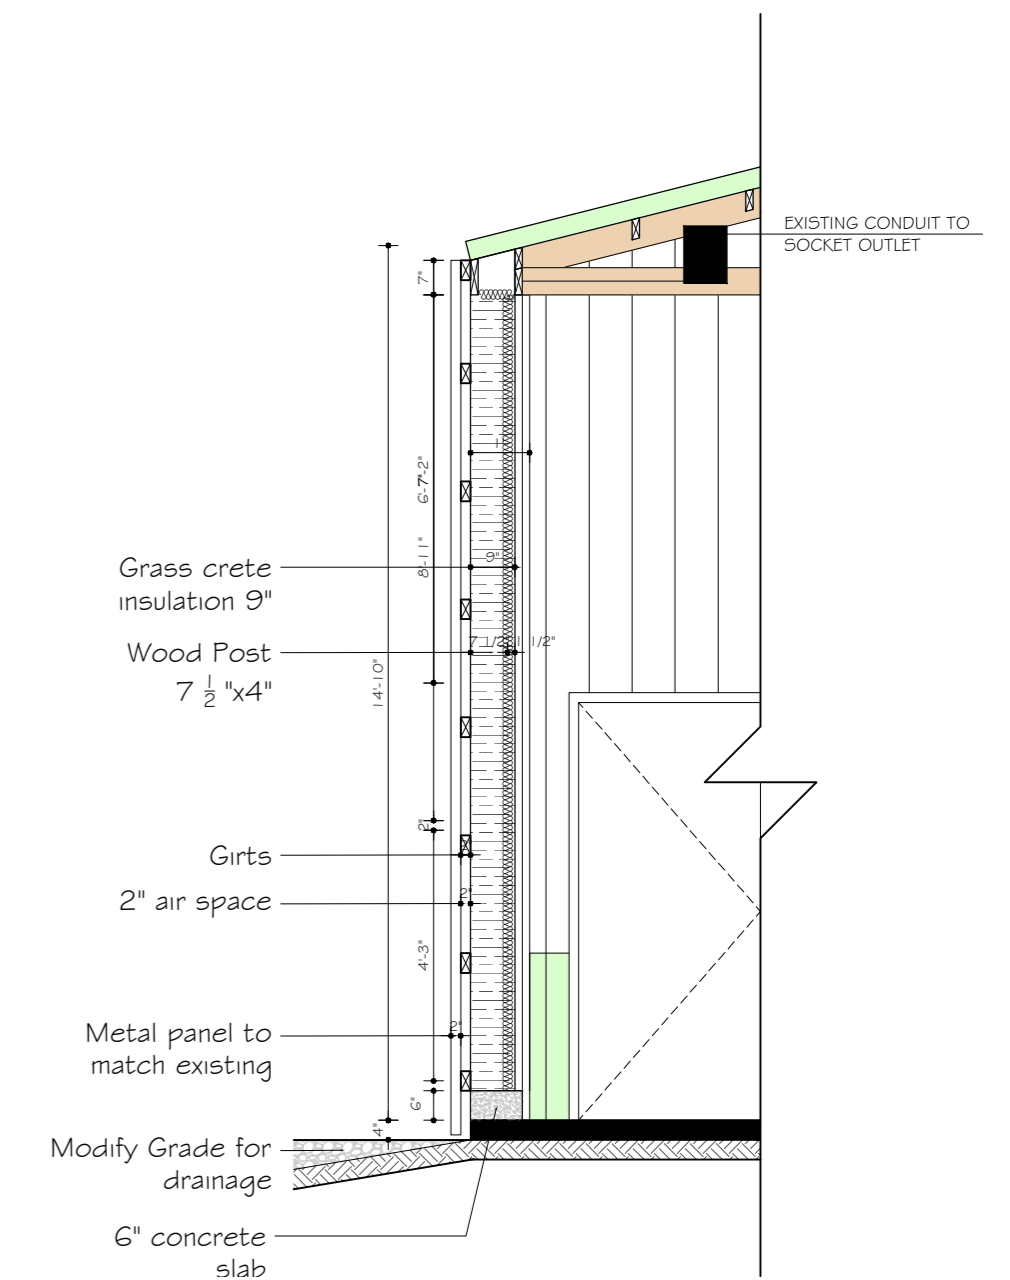 EXISTING CONDUIT TO
SOCKET OUTLET
7"
6'-7"-2"
8'-11"
9"
Grass crete
insulation 9"
7 1/2"
1 1/2"
Wood Post
7 1/2 "x4"
14'-10"
2"
Girts
2" air space
2"
4'-3"
2"
Metal panel to
match existing
6"
4"
Modify Grade for
drainage
6" concrete
slab